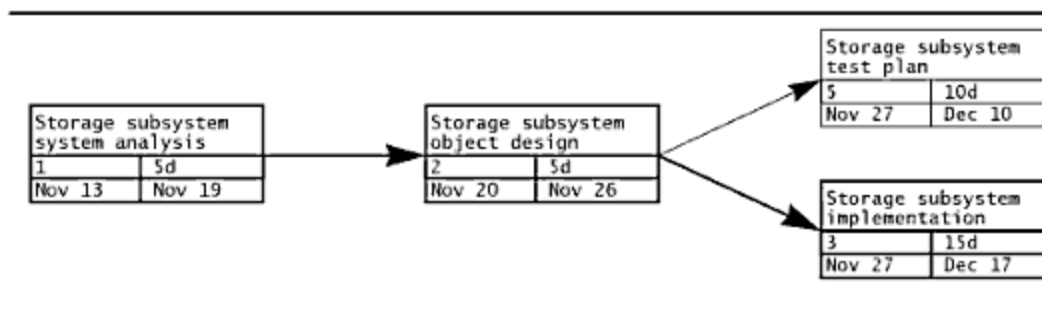 Storage subsystem
system analysis
1 5d
Nov 13 Nov 19
Storage subsystem
object design
2 5d
Nov 20 Nov 26
Storage subsystem
test plan
5 10d
Nov 27 Dec 10
Storage subsystem
implementation
3 15d
Nov 27 Dec 17